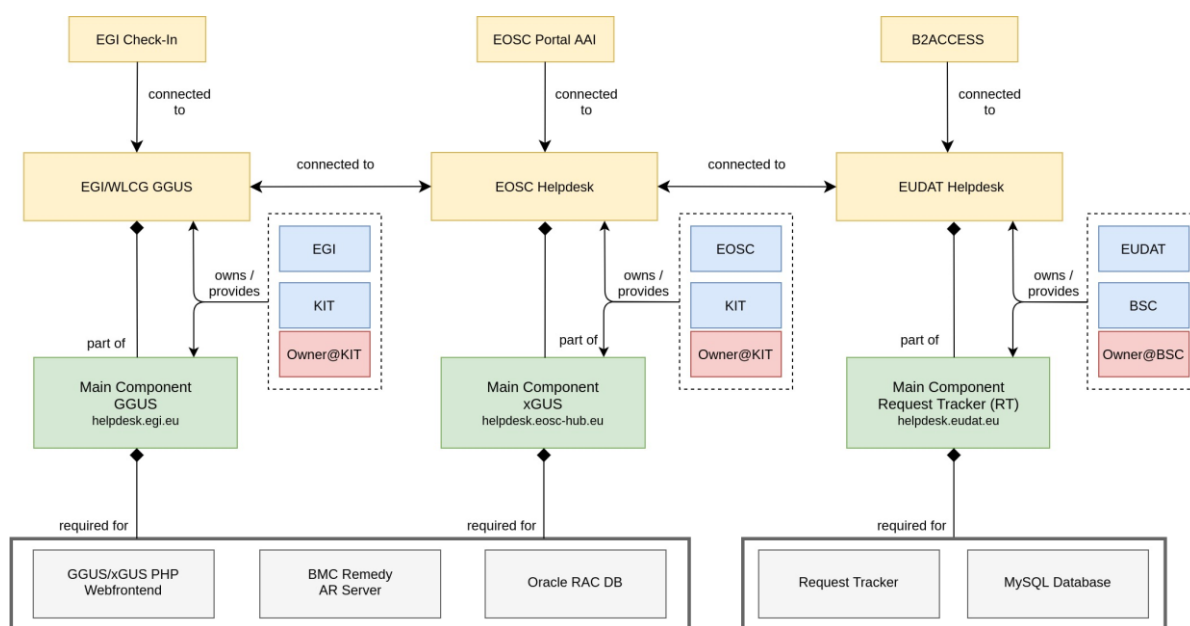 EGI Check-In
EOSC Portal AAI
B2ACCESS
connected
to
connected
to
connected
to
EGI/WLCG GGUS
connected to
EOSC Helpdesk
connected to
EUDAT Helpdesk
EGI
EOSC
EUDAT
owns /
provides
owns /
provides
owns /
provides
KIT
KIT
BSC
part of
Owner@KIT
part of
Owner@KIT
part of
Owner@BSC
Main Component
GGUS
helpdesk.egi.eu
Main Component
xGUS
helpdesk.eosc-hub.eu
Main Component
Request Tracker (RT)
helpdesk.eudat.eu
required for
required for
required for
GGUS/xGUS PHP
Webfrontend
BMC Remedy
AR Server
Oracle RAC DB
Request Tracker
MySQL Database